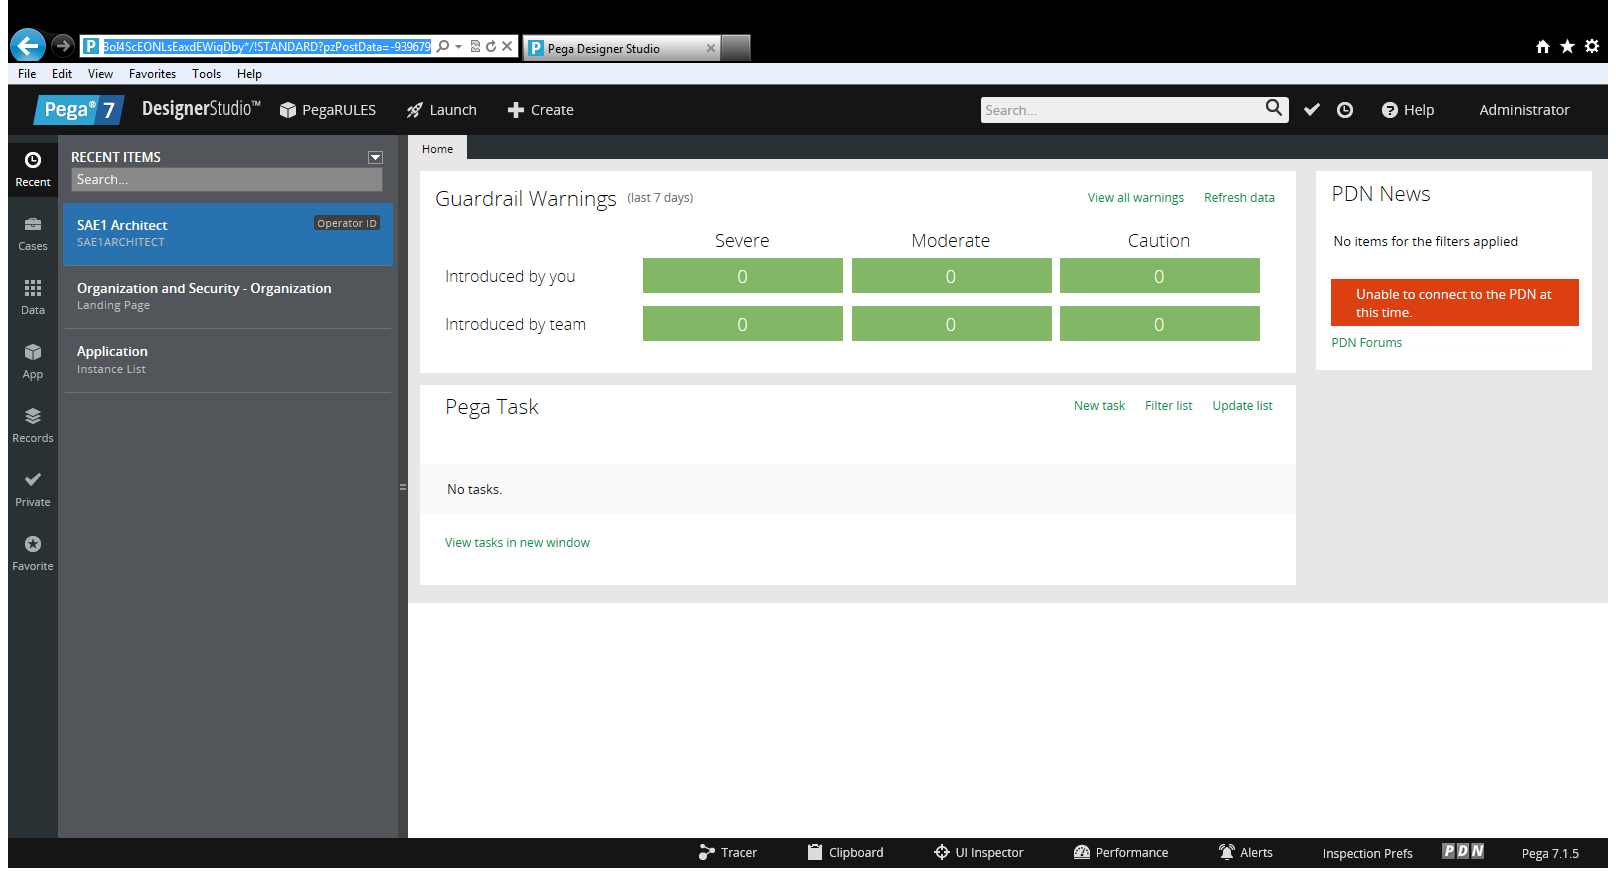 P BoI4ScEONLsEaxdEWiqDby*/!STANDARD?pzPostData=-939679
P Pega Designer Studio
File Edit View Favorites Tools Help
Pega® 7 DesignerStudio™ PegaRULES Launch Create Search... Help Administrator
Recent
Cases
Data
App
Records
Private
Favorite
RECENT ITEMS
Search...
SAE1 Architect Operator ID
SAE1ARCHITECT
Organization and Security - Organization
Landing Page
Application
Instance List
Home
Guardrail Warnings (last 7 days) View all warnings Refresh data
Severe Moderate Caution
Introduced by you 0 0 0
Introduced by team 0 0 0
Pega Task New task Filter list Update list
No tasks.
View tasks in new window
PDN News
No items for the filters applied
Unable to connect to the PDN at
this time.
PDN Forums
Tracer Clipboard UI Inspector Performance Alerts Inspection Prefs PDN Pega 7.1.5